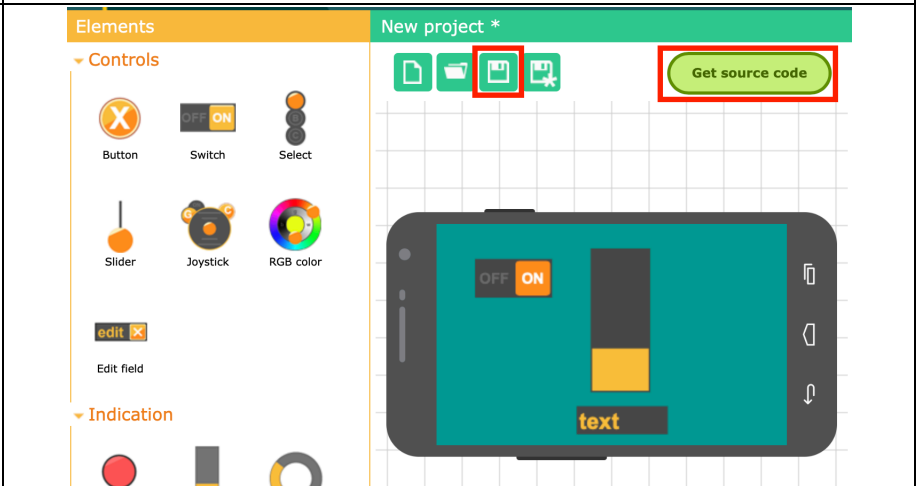 Elements
New project *
Controls
Get source code
OFF ON
Button
Switch
Select
Slider
Joystick
RGB color
edit
Edit field
Indication
OFF ON
text